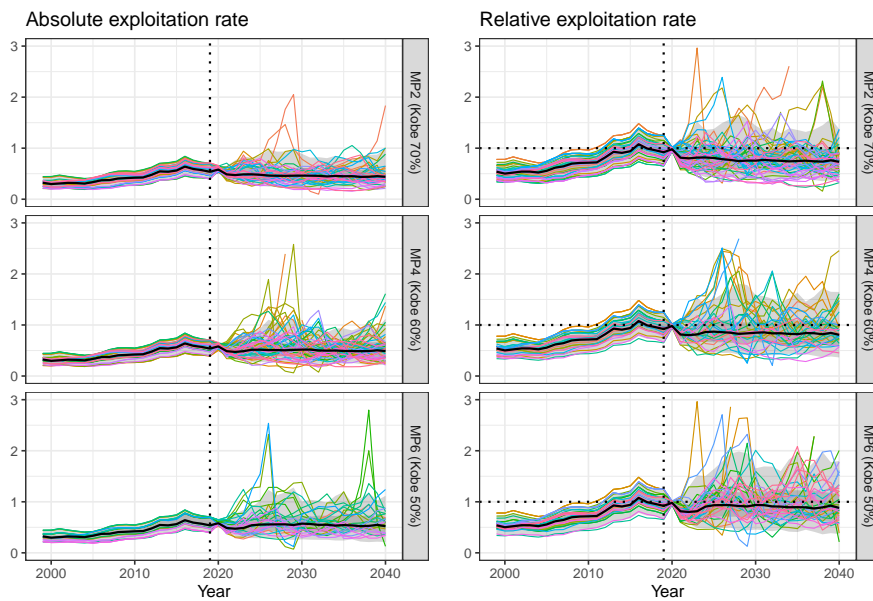 Absolute exploitation rate
3
2
1
0
MP2 (Kobe 70%)
3
2
1
0
MP4 (Kobe 60%)
3
2
1
0
MP6 (Kobe 50%)
2000 2010 2020 2030 2040
Year
Relative exploitation rate
3
2
1
0
MP2 (Kobe 70%)
3
2
1
0
MP4 (Kobe 60%)
3
2
1
0
MP6 (Kobe 50%)
2000 2010 2020 2030 2040
Year